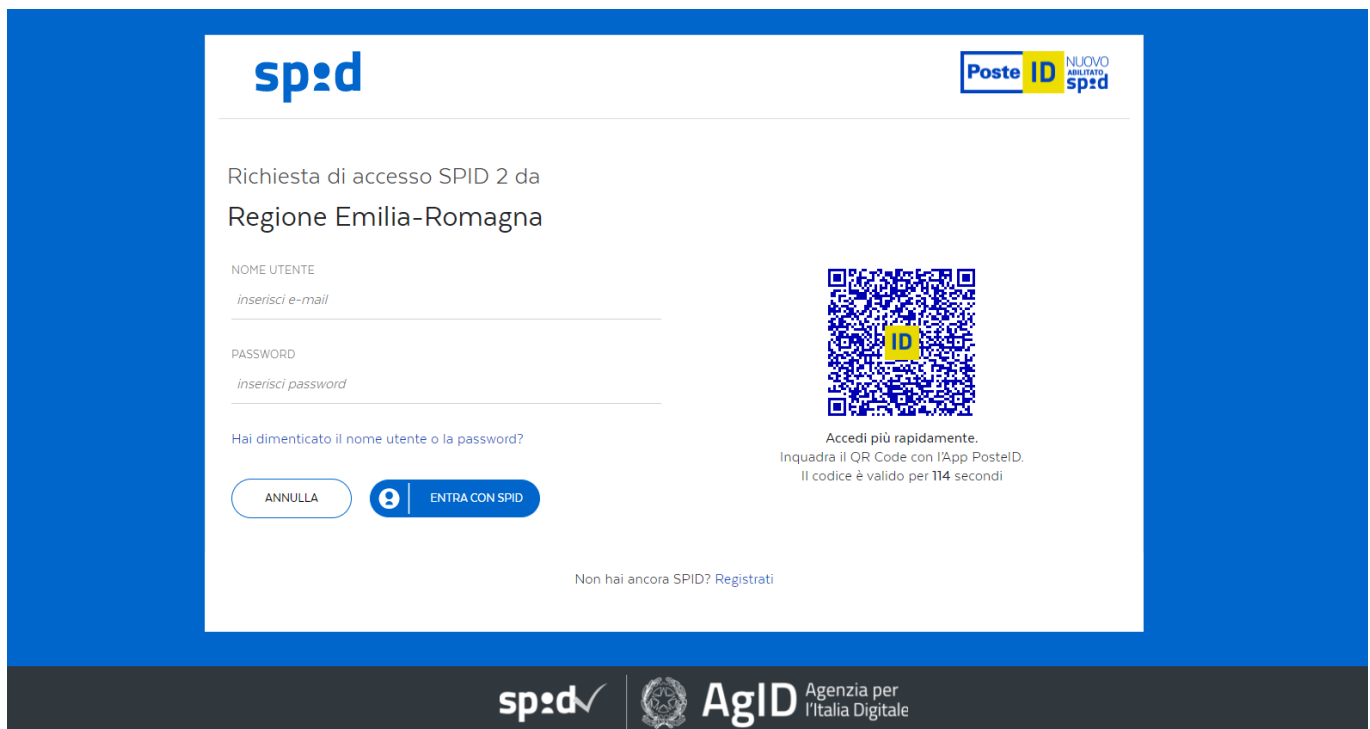 spid
Poste ID NUOVO
ABILITATO
spid
Richiesta di accesso SPID 2 da
Regione Emilia-Romagna
NOME UTENTE
inserisci e-mail
PASSWORD
inserisci password
Hai dimenticato il nome utente o la password?
ANNULLA
ENTRA CON SPID
ID
Accedi più rapidamente.
Inquadra il QR Code con l'App PosteID.
Il codice è valido per 114 secondi
Non hai ancora SPID? Registrati
spid
AgID Agenzia per
l'Italia Digitale